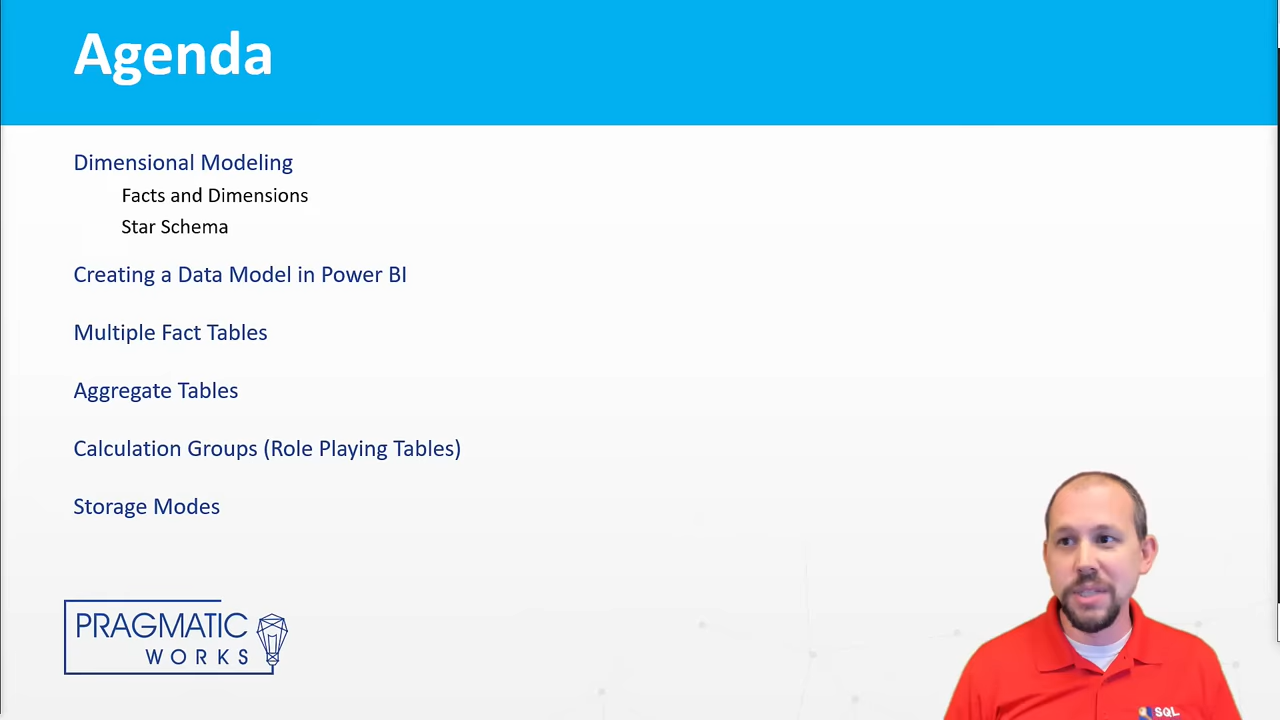 Agenda
Dimensional Modeling
Facts and Dimensions
Star Schema
Creating a Data Model in Power BI
Multiple Fact Tables
Aggregate Tables
Calculation Groups (Role Playing Tables)
Storage Modes
PRAGMATIC
WORKS
SQL